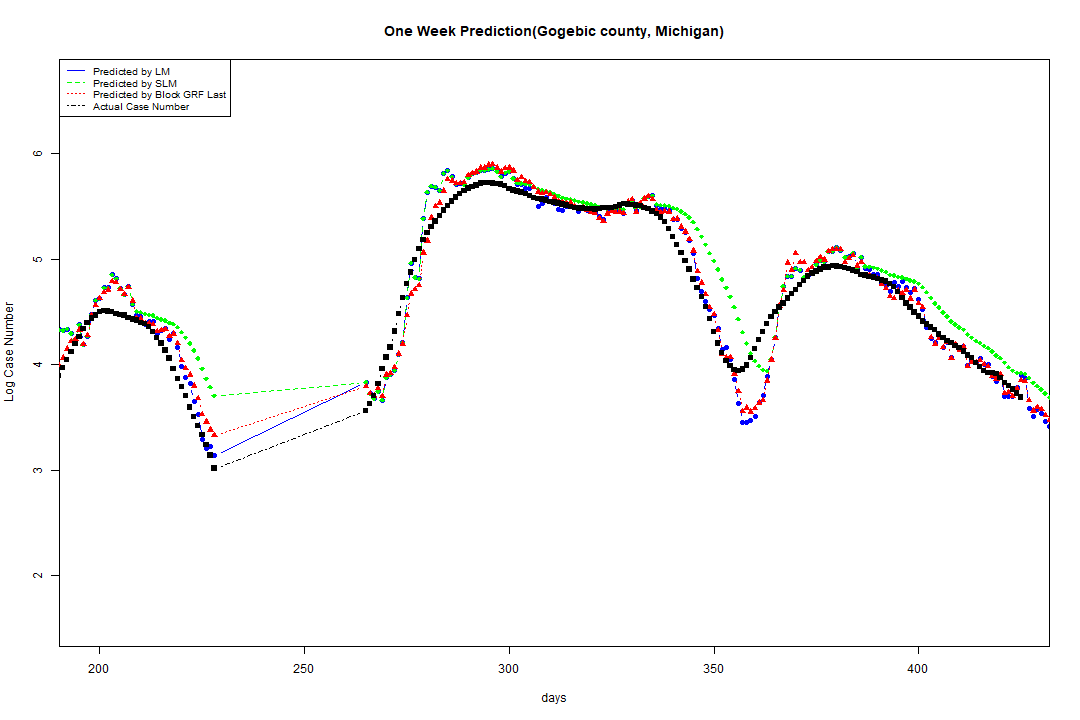 One Week Prediction(Gogebic county, Michigan)
Predicted by LM
Predicted by SLM
Predicted by Block GRF Last
Actual Case Number
6
5
4
3
2
Log Case Number
200
250
300
350
400
days